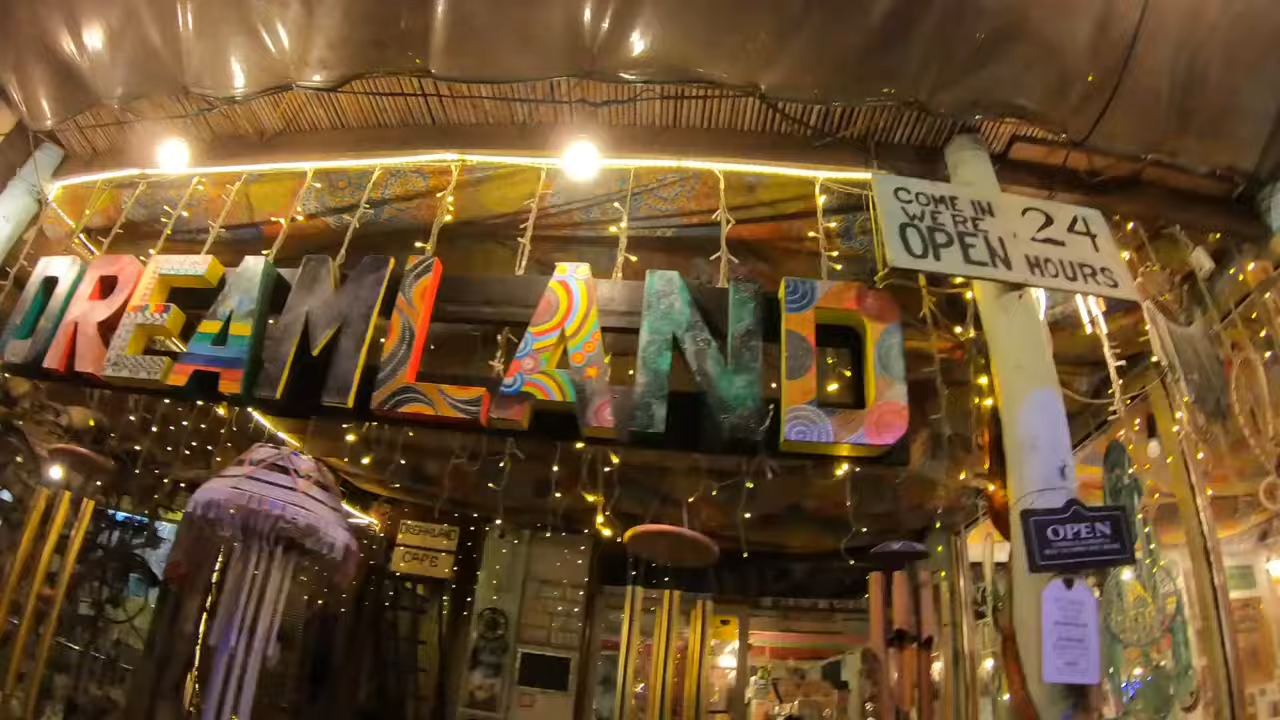 DREAMLAND
COME IN
WE'RE
OPEN
24
HOURS
DREAMLAND
CAFE
OPEN